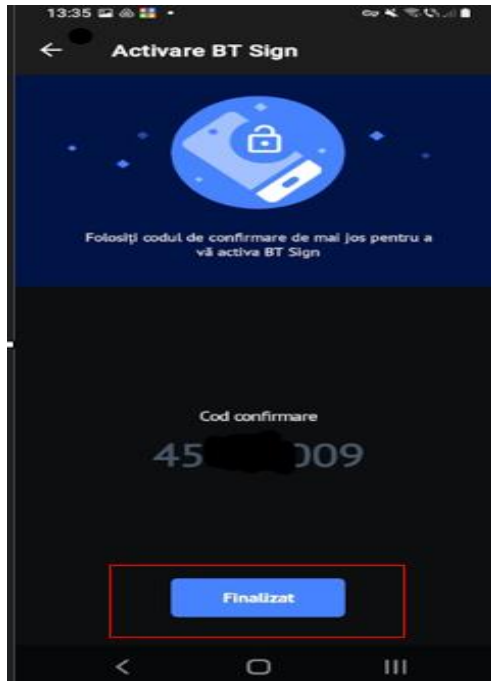 13:35
Activare BT Sign
Folosiți codul de confirmare de mai jos pentru a
vă activa BT Sign
Cod confirmare
45 009
Finalizat